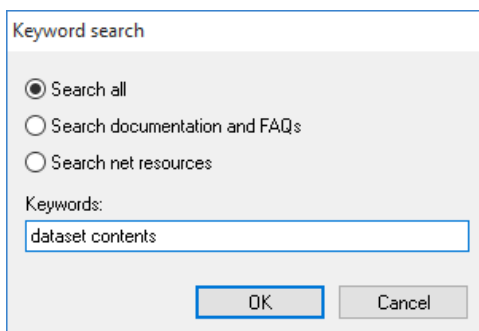 Keyword search
Search all
Search documentation and FAQs
Search net resources
Keywords:
dataset contents
OK Cancel